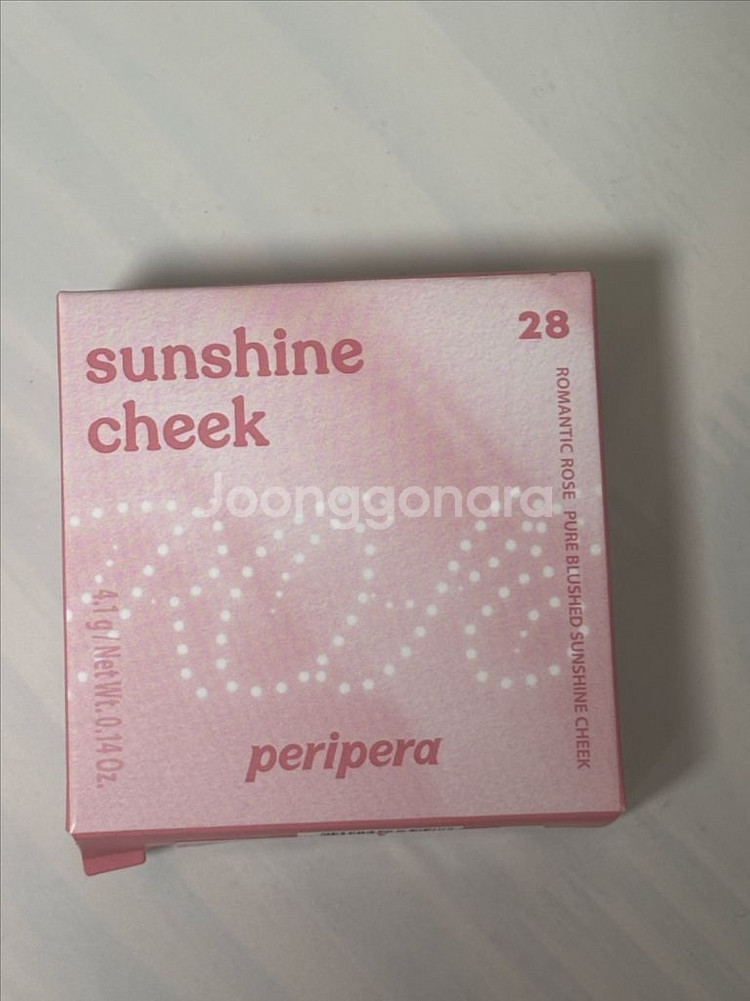 sunshine
cheek
28
ROMANTIC ROSE PURE BLUSHED SUNSHINE CHEEK
Joonggonara
4.1 g / Net Wt. 0.14 Oz.
peripera